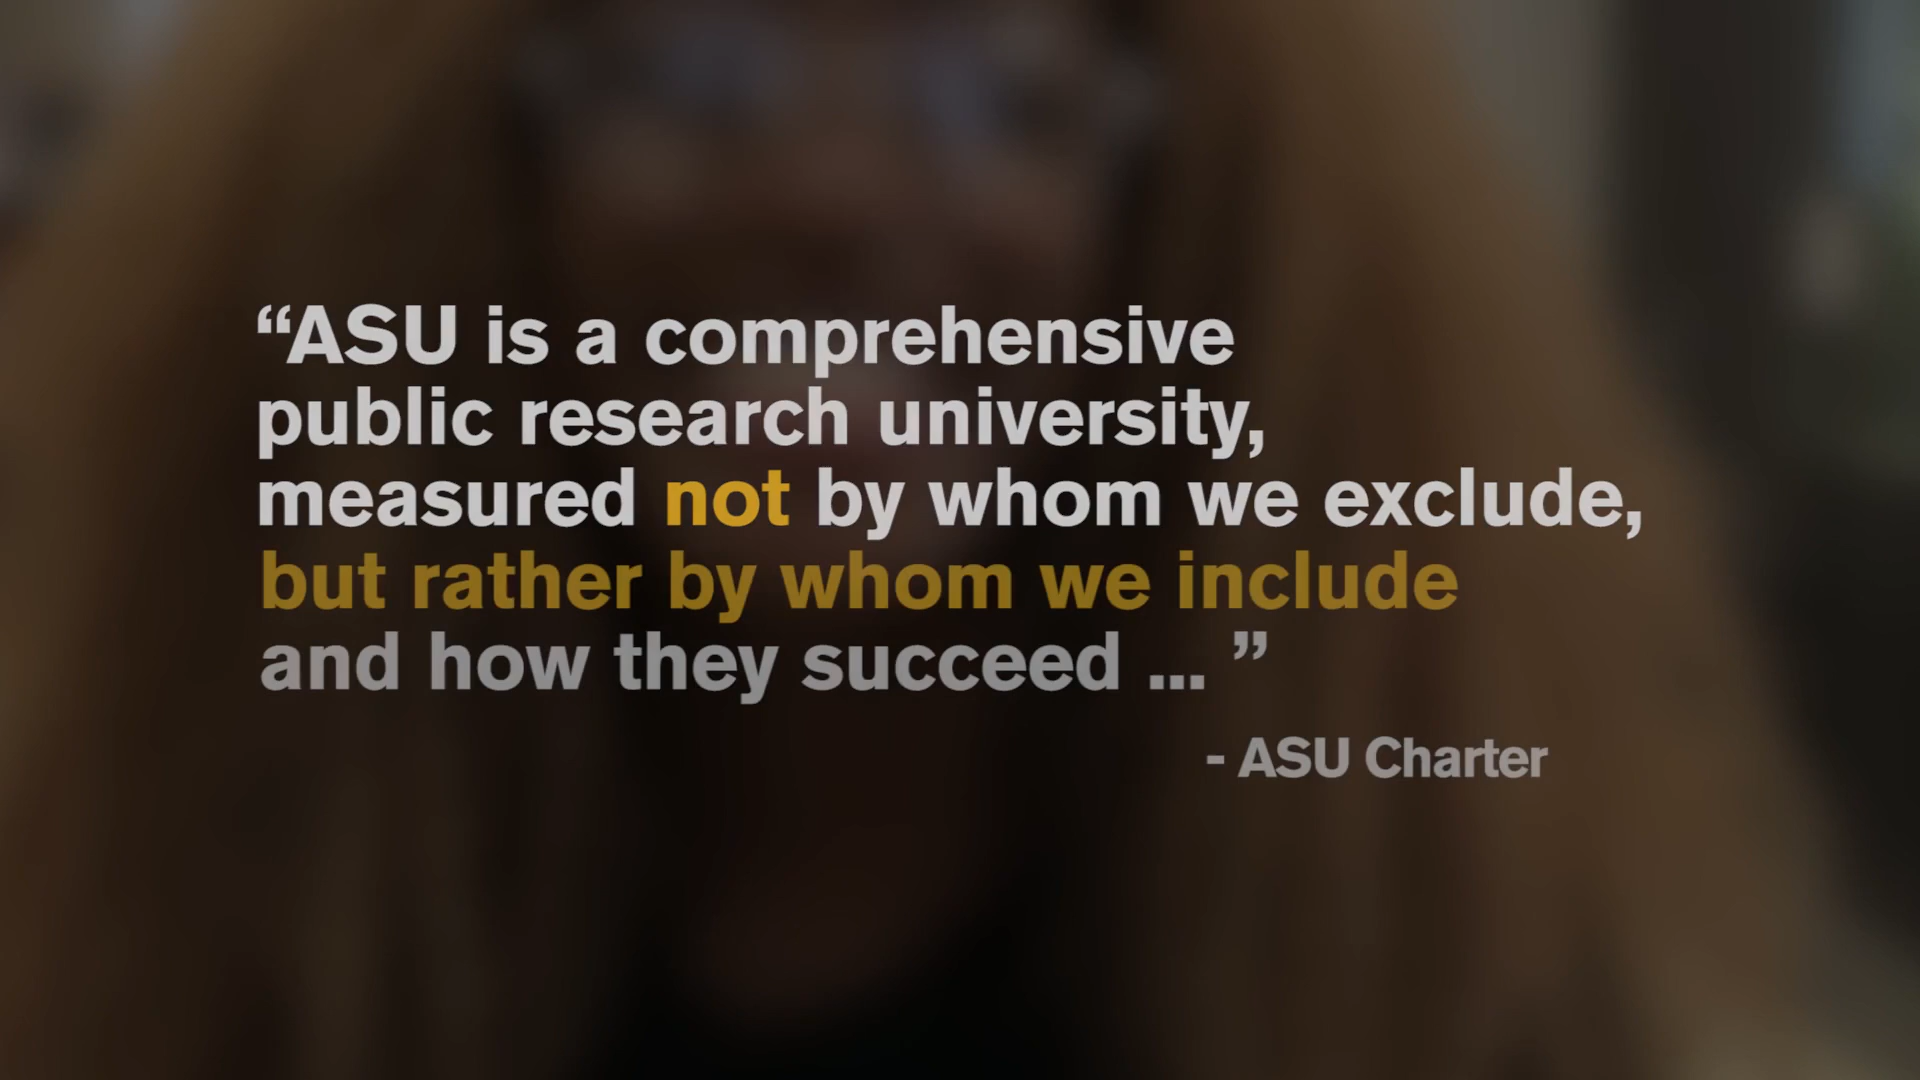 “ASU is a comprehensive
public research university,
measured not by whom we exclude,
but rather by whom we include
and how they succeed ... ”
- ASU Charter